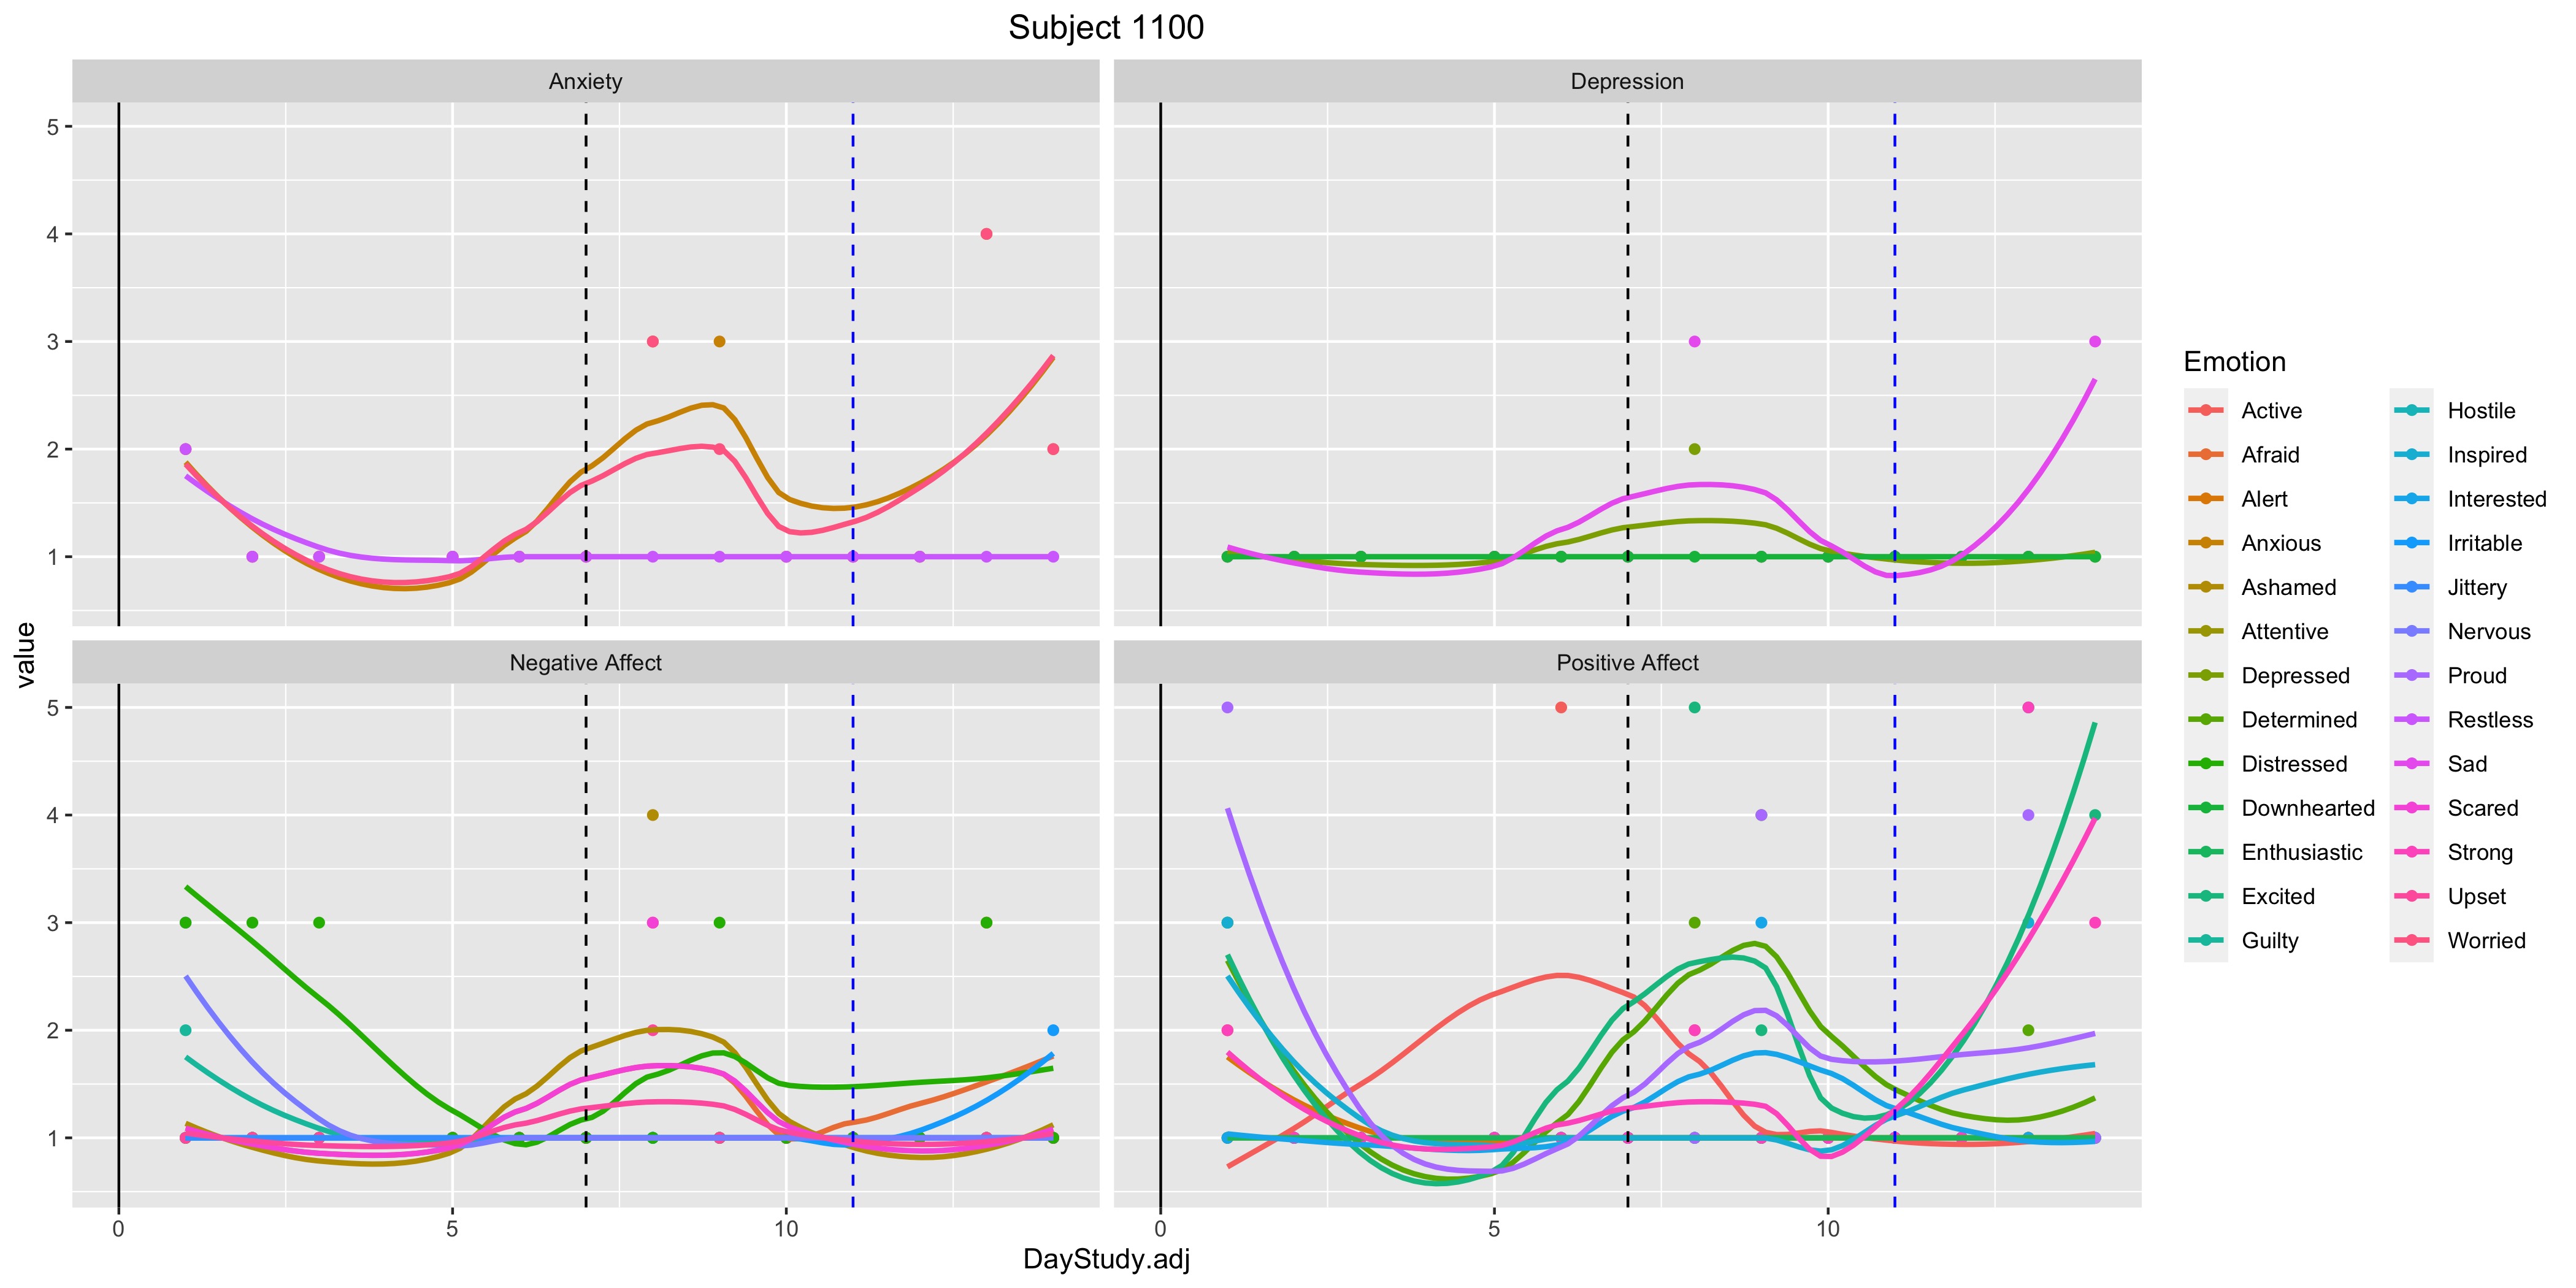 Subject 1100
Anxiety
Depression
5
4
3
2
1
Negative Affect
Positive Affect
5
4
3
2
1
0 5 10
0 5 10
value
DayStudy.adj
Emotion
Active
Afraid
Alert
Anxious
Ashamed
Attentive
Depressed
Determined
Distressed
Downhearted
Enthusiastic
Excited
Guilty
Hostile
Inspired
Interested
Irritable
Jittery
Nervous
Proud
Restless
Sad
Scared
Strong
Upset
Worried